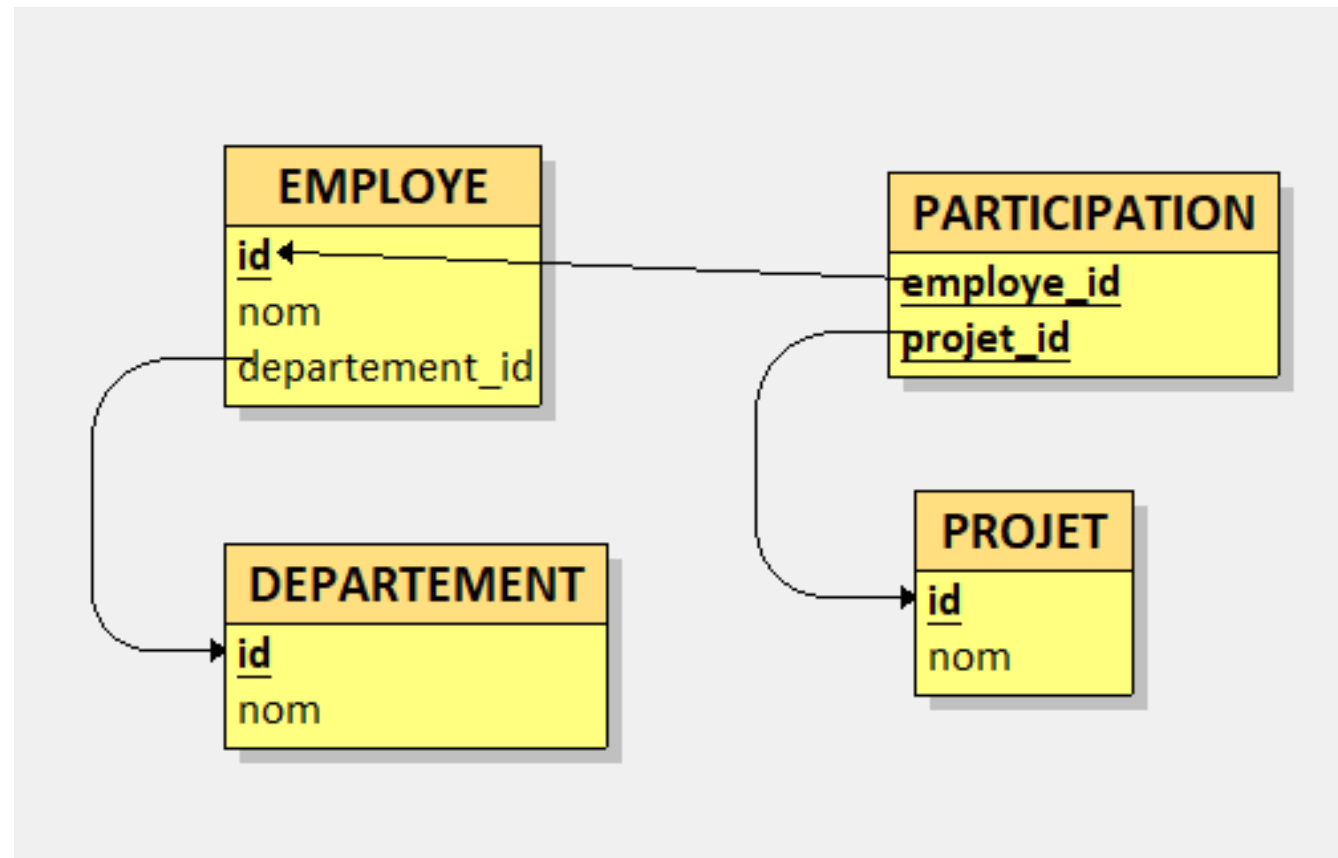 EMPLOYE
id
nom
departement_id
PARTICIPATION
employe_id
projet_id
DEPARTEMENT
id
nom
PROJET
id
nom